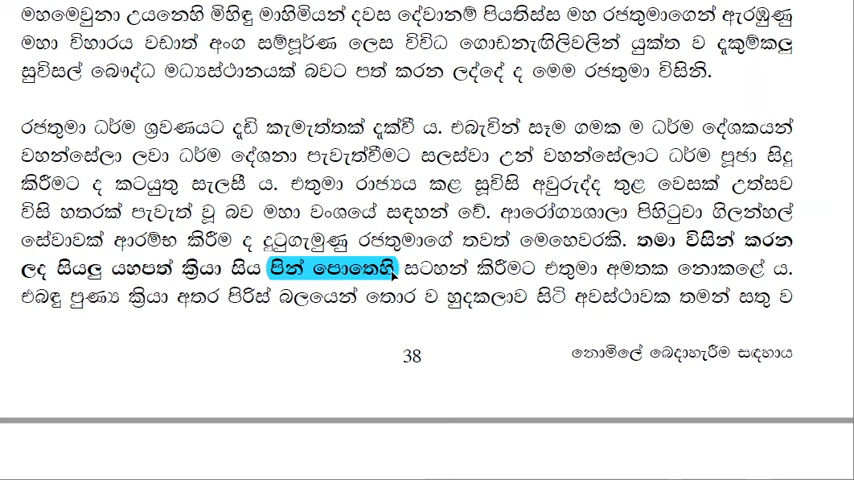 මහමෙවුනා උයනෙහි මිහිඳු මාහිමියන් දවස දේවානම් පියතිස්ස මහ රජතුමාගෙන් ඇරඹුණු
මහා විහාරය වඩාත් අංග සම්පූර්ණ ලෙස විවිධ ගොඩනැඟිලිවලින් යුක්ත ව දැකුම්කලු
සුවිසල් බෞද්ධ මධ්‍යස්ථානයක් බවට පත් කරන ලද්දේ ද මෙම රජතුමා විසිනි.
රජතුමා ධර්ම ශ්‍රවණයට දැඩි කැමැත්තක් දැක්වී ය. එබැවින් සෑම ගමක ම ධර්ම දේශකයන්
වහන්සේලා ලවා ධර්ම දේශනා පැවැත්වීමට සලස්වා උන් වහන්සේලාට ධර්ම පූජා සිදු
කිරීමට ද කටයුතු සැලසී ය. එතුමා රාජ්‍යය කළ සූවිසි අවුරුද්ද තුළ වෙසක් උත්සව
විසි හතරක් පැවැත් වූ බව මහා වංශයේ සඳහන් වේ. ආරෝග්‍යශාලා පිහිටුවා ගිලන්හල්
සේවාවක් ආරම්භ කිරීම ද දුටුගැමුණු රජතුමාගේ තවත් මෙහෙවරකි. තමා විසින් කරන
ලද සියලු යහපත් ක්‍රියා සිය පින් පොතෙහි සටහන් කිරීමට එතුමා අමතක නොකළේ ය.
එබඳු පුණ්‍ය ක්‍රියා අතර පිරිස් බලයෙන් තොර ව හුදකලාව සිටි අවස්ථාවක තමන් සතු ව
38
නොමිලේ බෙදාහැරීම සඳහාය